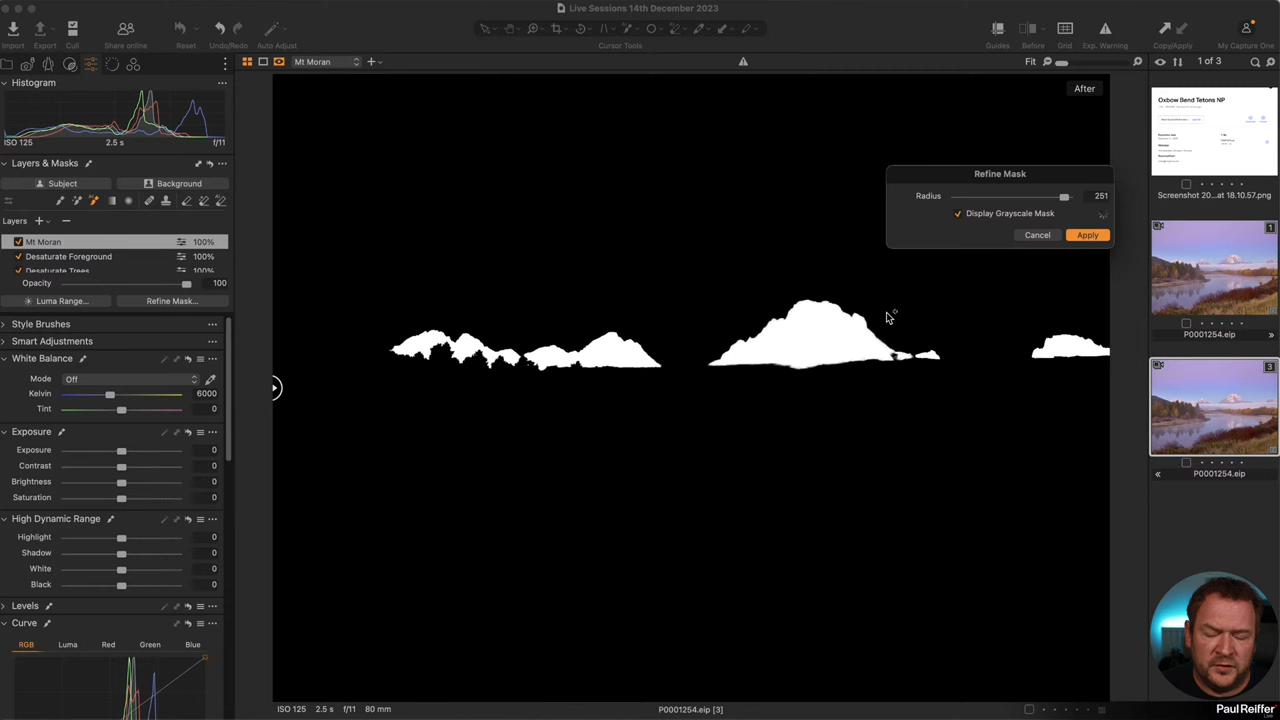 Live Sessions 14th December 2023
Import
Export
Cull
Share online
Reset
Undo/Redo
Auto Adjust
Cursor Tools
Guides
Before
Grid
Exp. Warning
Copy/Apply
My Capture One
Mt Moran
Fit
1 of 3
Histogram
ISO 125
2.5 s
f/11
Layers & Masks
Subject
Background
Layers
Mt Moran
100%
Desaturate Foreground
100%
Desaturate Trees
100%
Opacity
100
Luma Range...
Refine Mask...
Style Brushes
Smart Adjustments
White Balance
Mode
Off
Kelvin
6000
Tint
0
Exposure
Exposure
0
Contrast
0
Brightness
0
Saturation
0
High Dynamic Range
Highlight
0
Shadow
0
White
0
Black
0
Levels
Curve
RGB
Luma
Red
Green
Blue
After
Refine Mask
Radius
251
Display Grayscale Mask
Cancel
Apply
Oxbow Bend Tetons NP
Screenshot 20...at 18.10.57.png
1
P0001254.eip
3
P0001254.eip
ISO 125
2.5 s
f/11
80 mm
P0001254.eip [3]
Paul Reiffer
Live